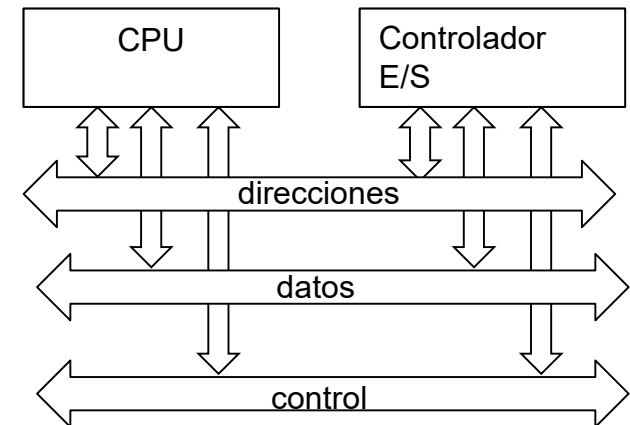 CPU
Controlador
E/S
direcciones
datos
control